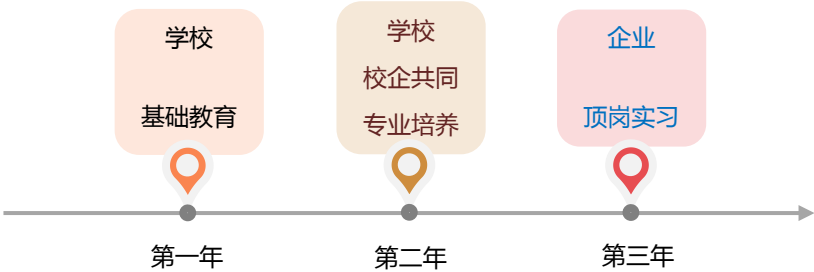 学校
基础教育
学校
校企共同
专业培养
企业
顶岗实习
第一年
第二年
第三年